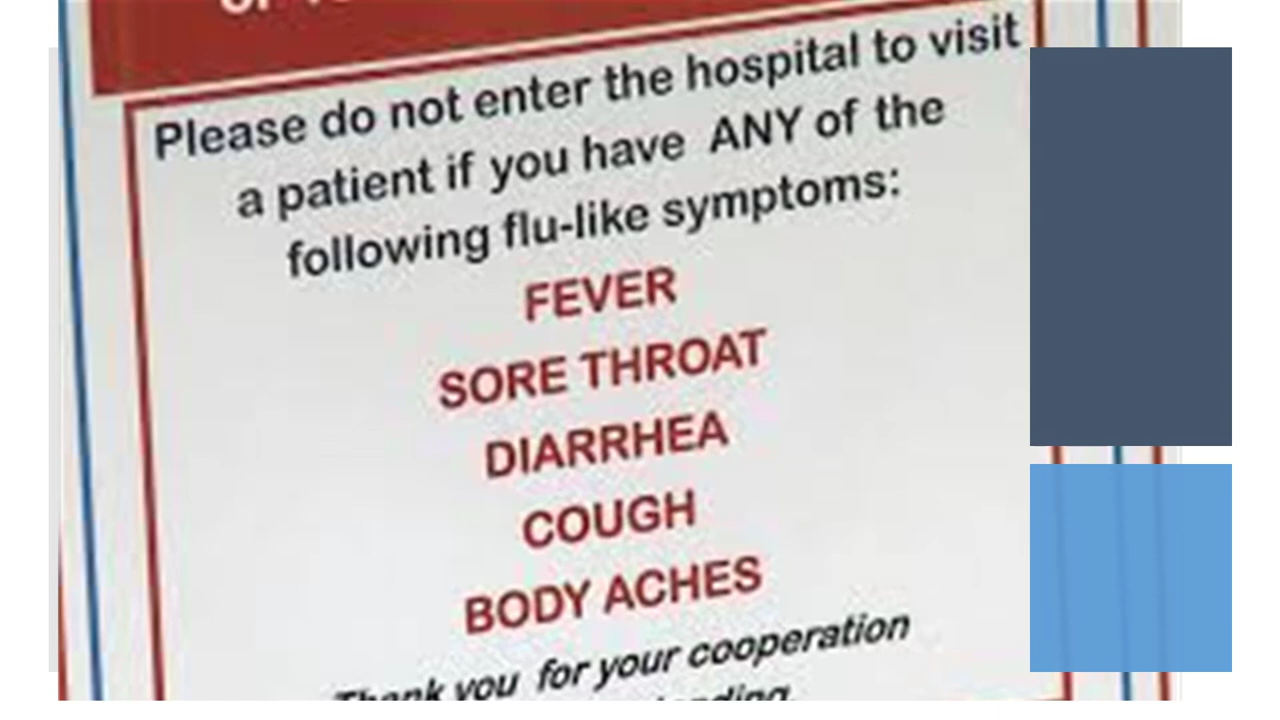 Please do not enter the hospital to visit
a patient if you have ANY of the
following flu-like symptoms:
FEVER
SORE THROAT
DIARRHEA
COUGH
BODY ACHES
Thank you for your cooperation